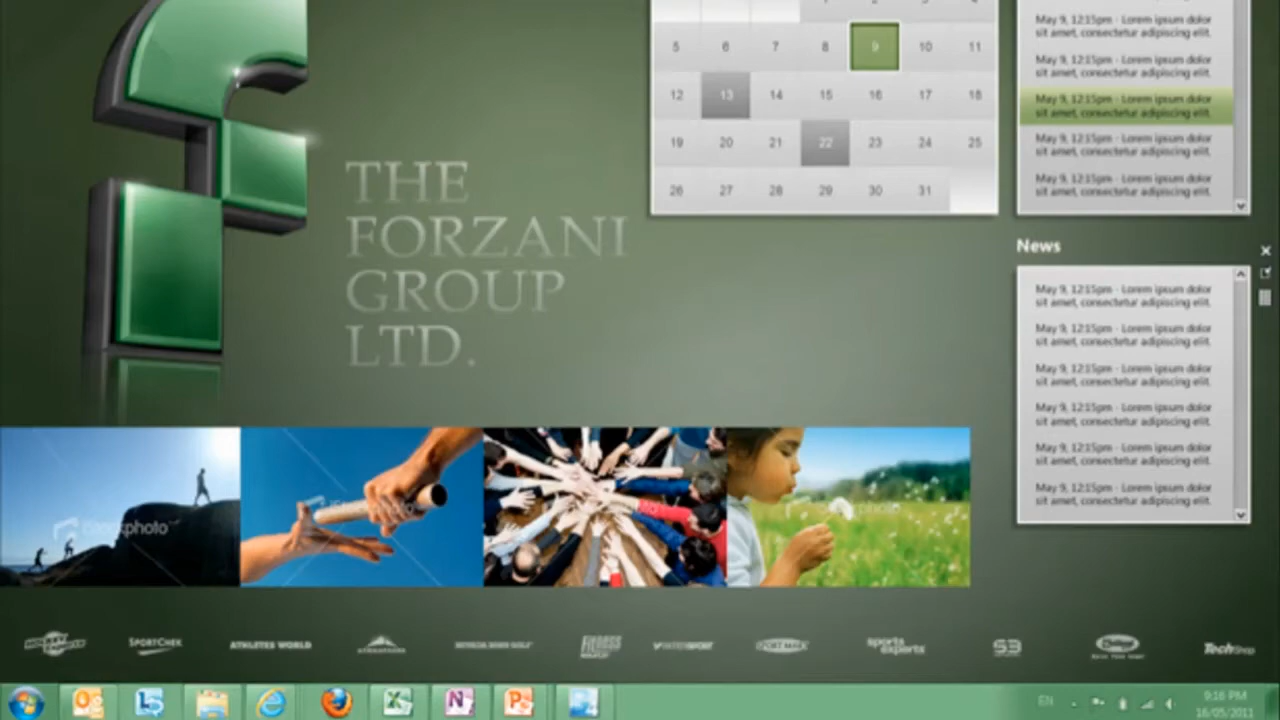 THE
FORZANI
GROUP
LTD.
5 6 7 8 9 10 11
12 13 14 15 16 17 18
19 20 21 22 23 24 25
26 27 28 29 30 31
May 9, 12:15pm - Lorem ipsum dolor
sit amet, consectetur adipiscing elit.
May 9, 12:15pm - Lorem ipsum dolor
sit amet, consectetur adipiscing elit.
May 9, 12:15pm - Lorem ipsum dolor
sit amet, consectetur adipiscing elit.
May 9, 12:15pm - Lorem ipsum dolor
sit amet, consectetur adipiscing elit.
May 9, 12:15pm - Lorem ipsum dolor
sit amet, consectetur adipiscing elit.
News
May 9, 12:15pm - Lorem ipsum dolor
sit amet, consectetur adipiscing elit.
May 9, 12:15pm - Lorem ipsum dolor
sit amet, consectetur adipiscing elit.
May 9, 12:15pm - Lorem ipsum dolor
sit amet, consectetur adipiscing elit.
May 9, 12:15pm - Lorem ipsum dolor
sit amet, consectetur adipiscing elit.
May 9, 12:15pm - Lorem ipsum dolor
sit amet, consectetur adipiscing elit.
May 9, 12:15pm - Lorem ipsum dolor
sit amet, consectetur adipiscing elit.
SPORTCHEK ATHLETES WORLD NEVADA BOB'S GOLF INTERSPORT SPORT MART sports experts S3 TechShop
EN 9:16 PM
16/05/2011